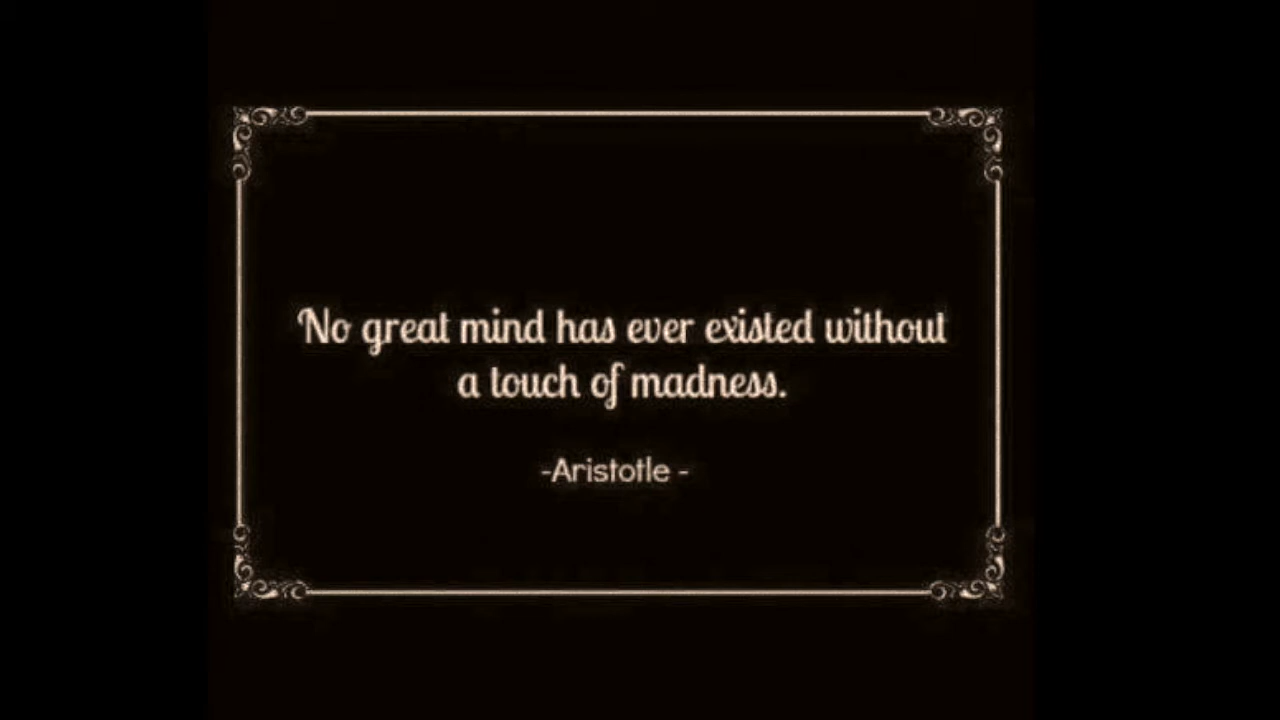 No great mind has ever existed without
a touch of madness.
-Aristotle -